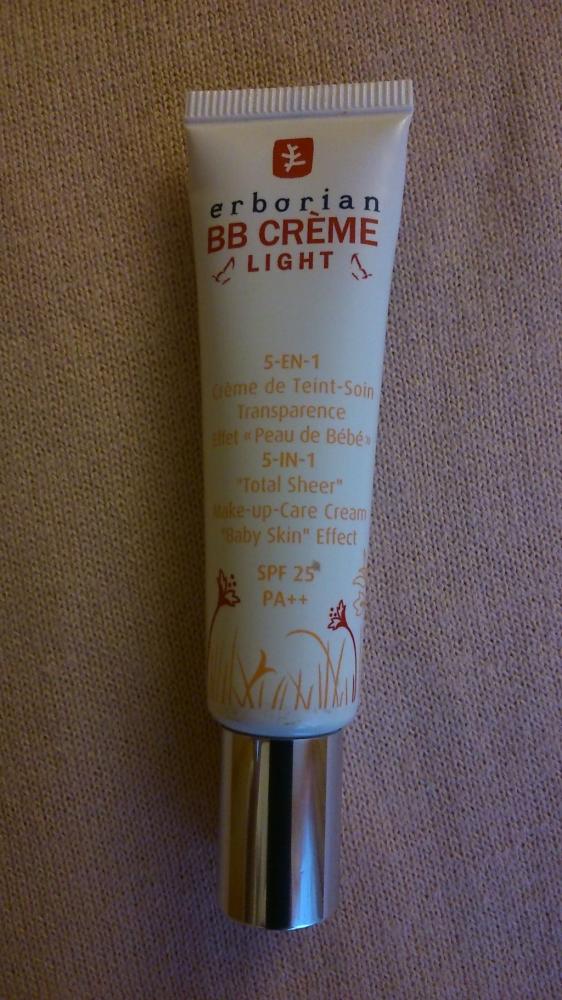 erborian
BB CRÈME
LIGHT
5-EN-1
Crème de Teint-Soin
Transparence
Effet «Peau de Bébé»
5-IN-1
"Total Sheer"
Make-up-Care Cream
"Baby Skin" Effect
SPF 25
PA++